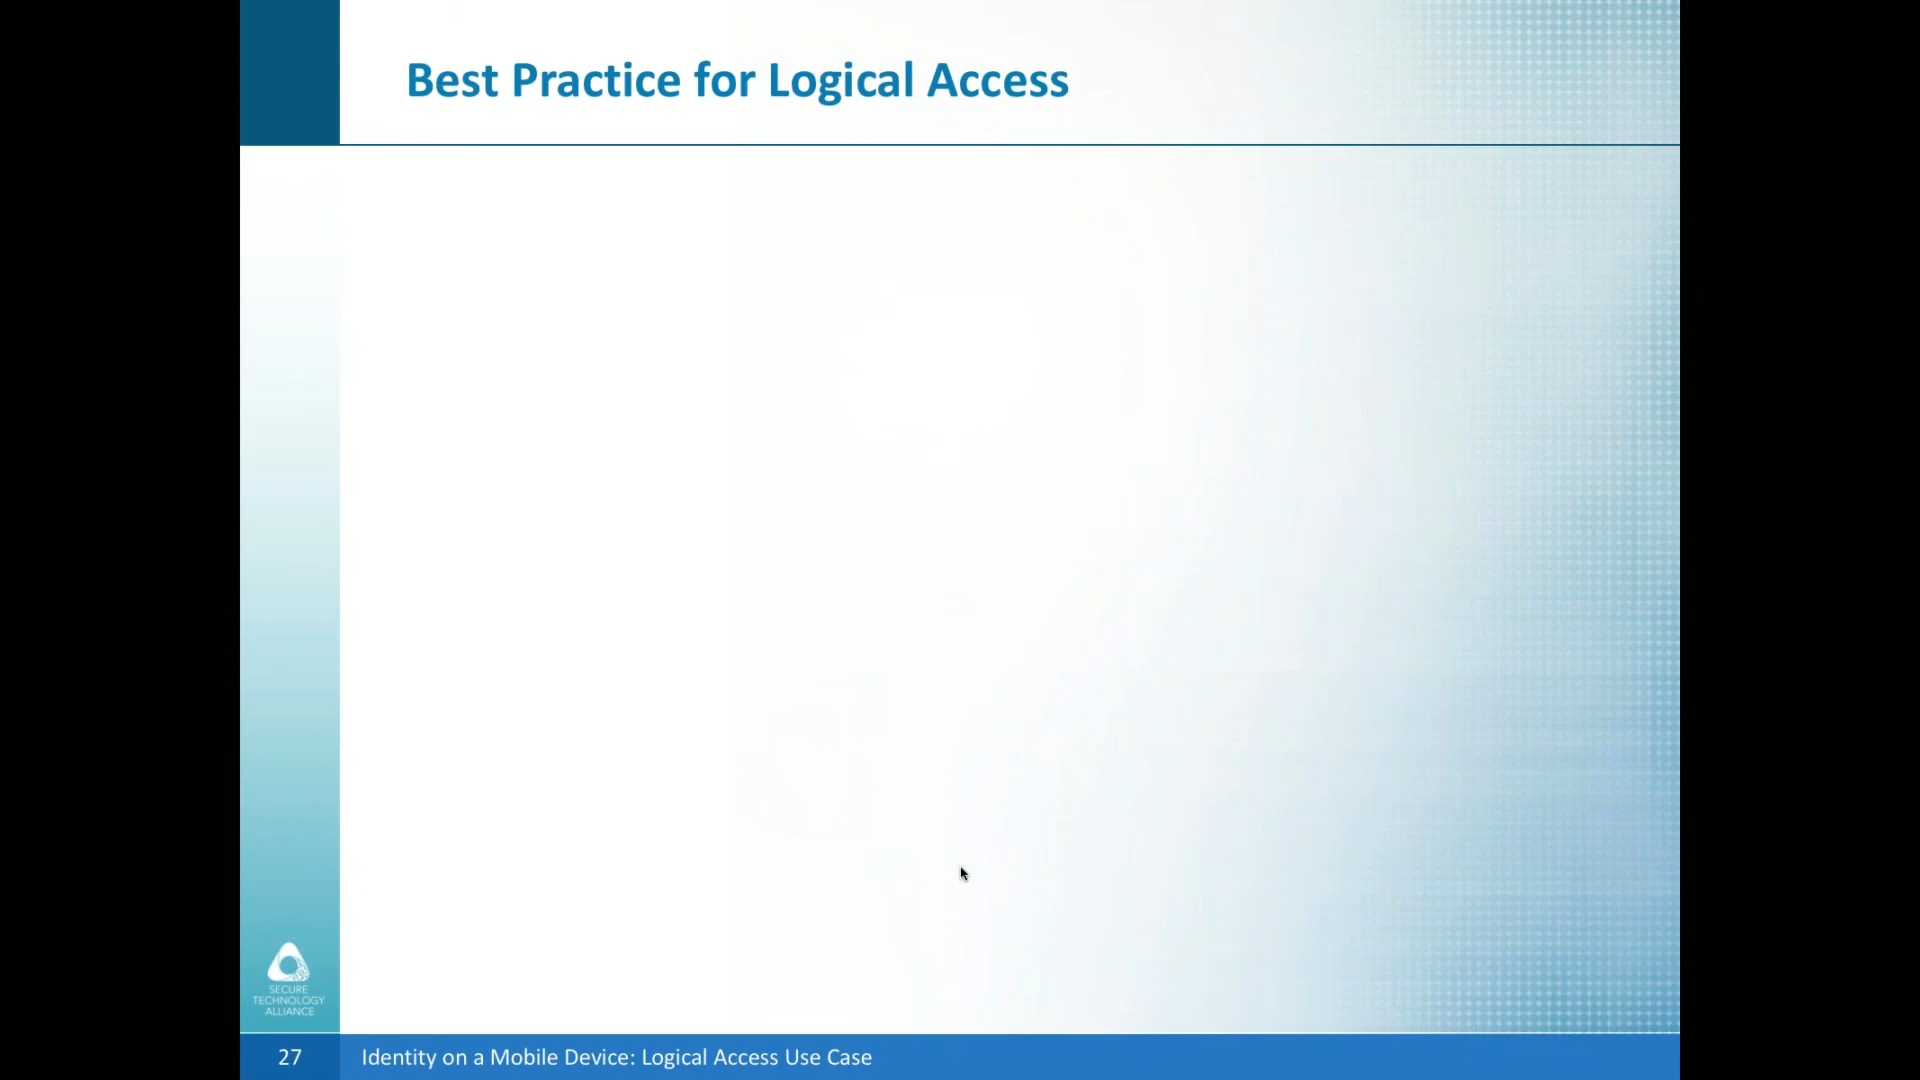 Best Practice for Logical Access
SECURE
TECHNOLOGY
ALLIANCE
27
Identity on a Mobile Device: Logical Access Use Case